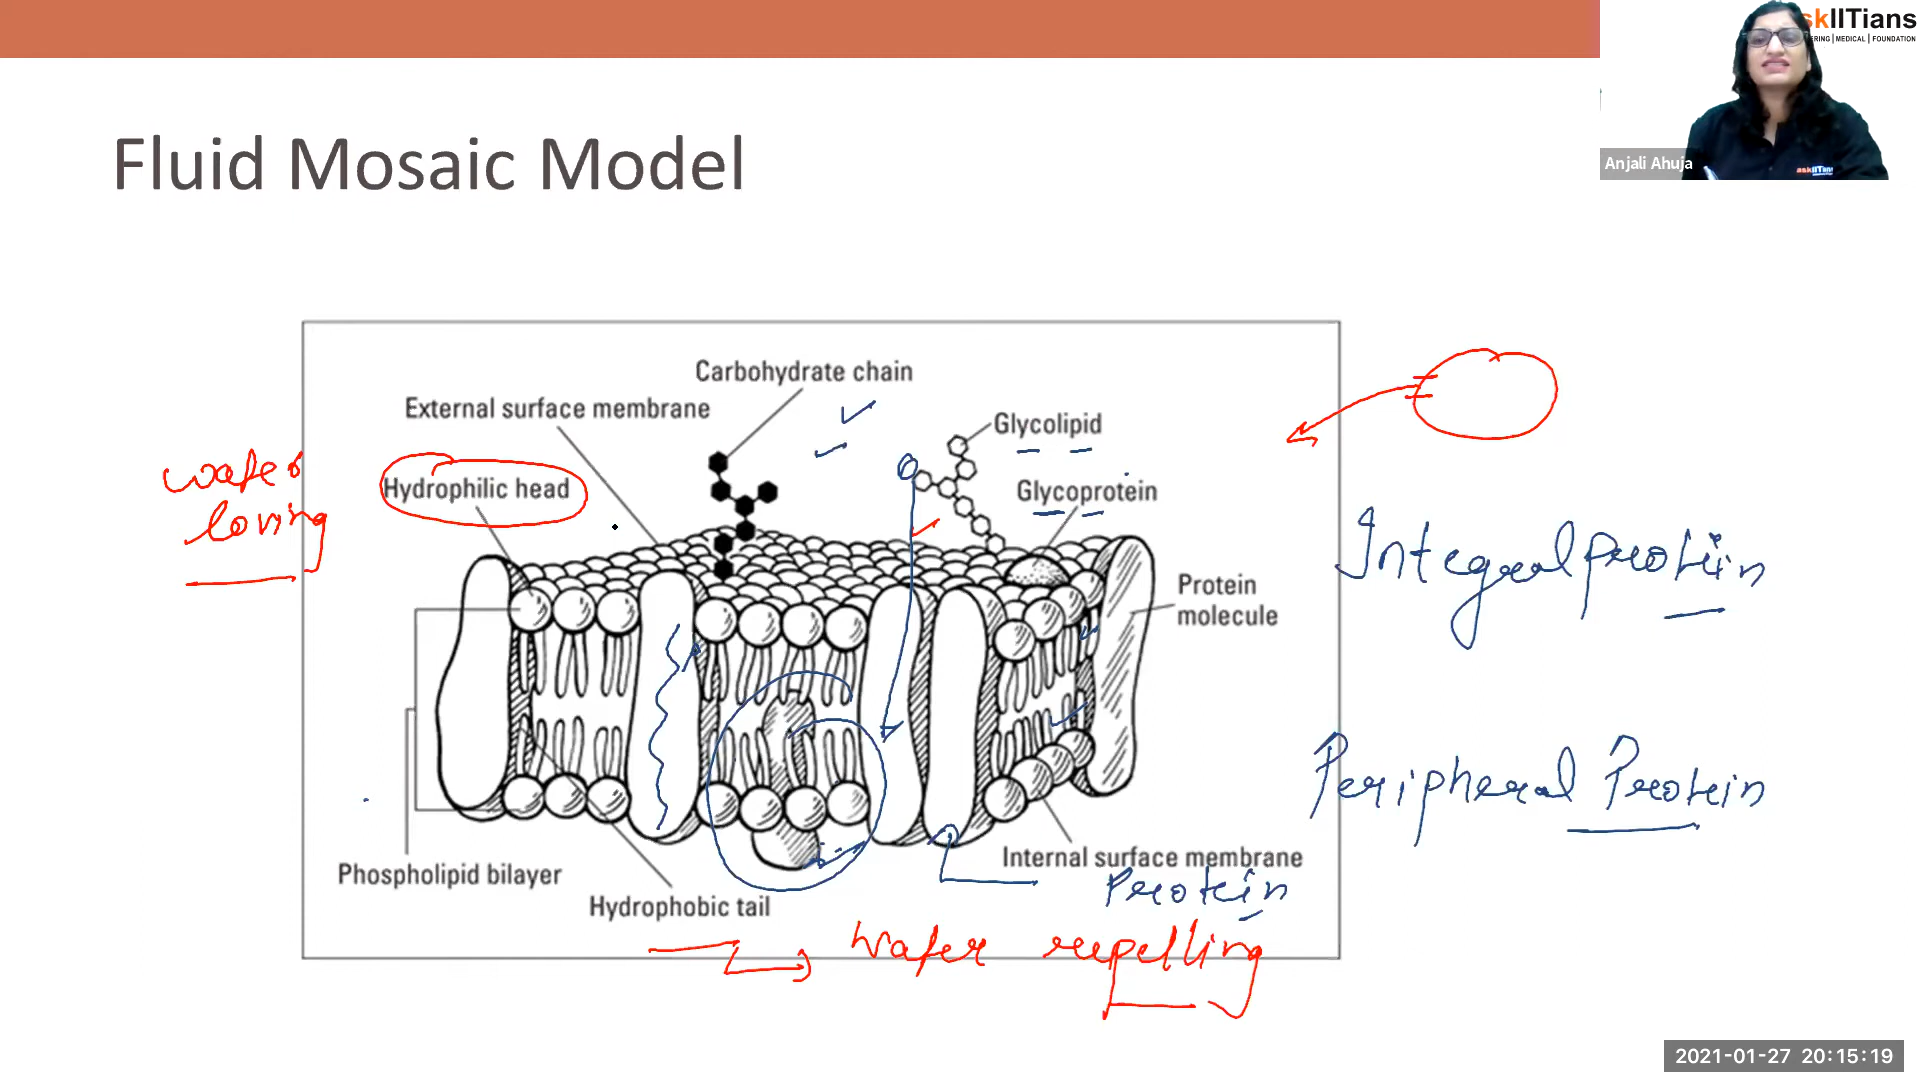 askIITians
ERING | MEDICAL | FOUNDATION
Anjali Ahuja
askIITians
Fluid Mosaic Model
Carbohydrate chain
External surface membrane
Glycolipid
water
loving
Hydrophilic head
Glycoprotein
Integral protein
Protein
molecule
Peripheral Protein
Phospholipid bilayer
Internal surface membrane
Protein
Hydrophobic tail
Water repelling
2021-01-27 20:15:19